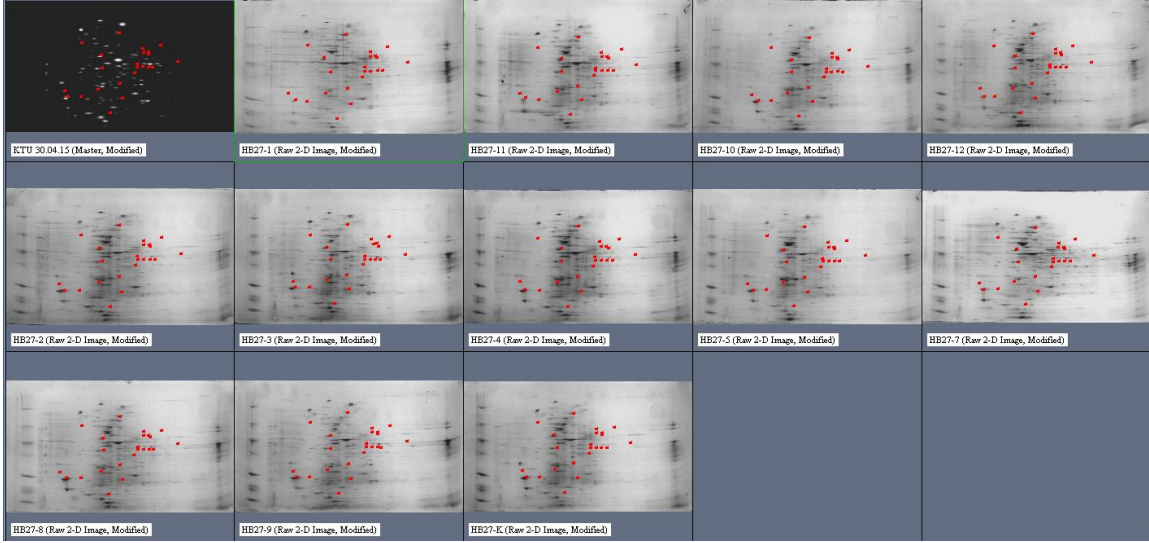 KTU 30.04.15 (Master, Modified)
HB27-1 (Raw 2-D Image, Modified)
HB27-11 (Raw 2-D Image, Modified)
HB27-10 (Raw 2-D Image, Modified)
HB27-12 (Raw 2-D Image, Modified)
HB27-2 (Raw 2-D Image, Modified)
HB27-3 (Raw 2-D Image, Modified)
HB27-4 (Raw 2-D Image, Modified)
HB27-5 (Raw 2-D Image, Modified)
HB27-7 (Raw 2-D Image, Modified)
HB27-8 (Raw 2-D Image, Modified)
HB27-9 (Raw 2-D Image, Modified)
HB27-K (Raw 2-D Image, Modified)